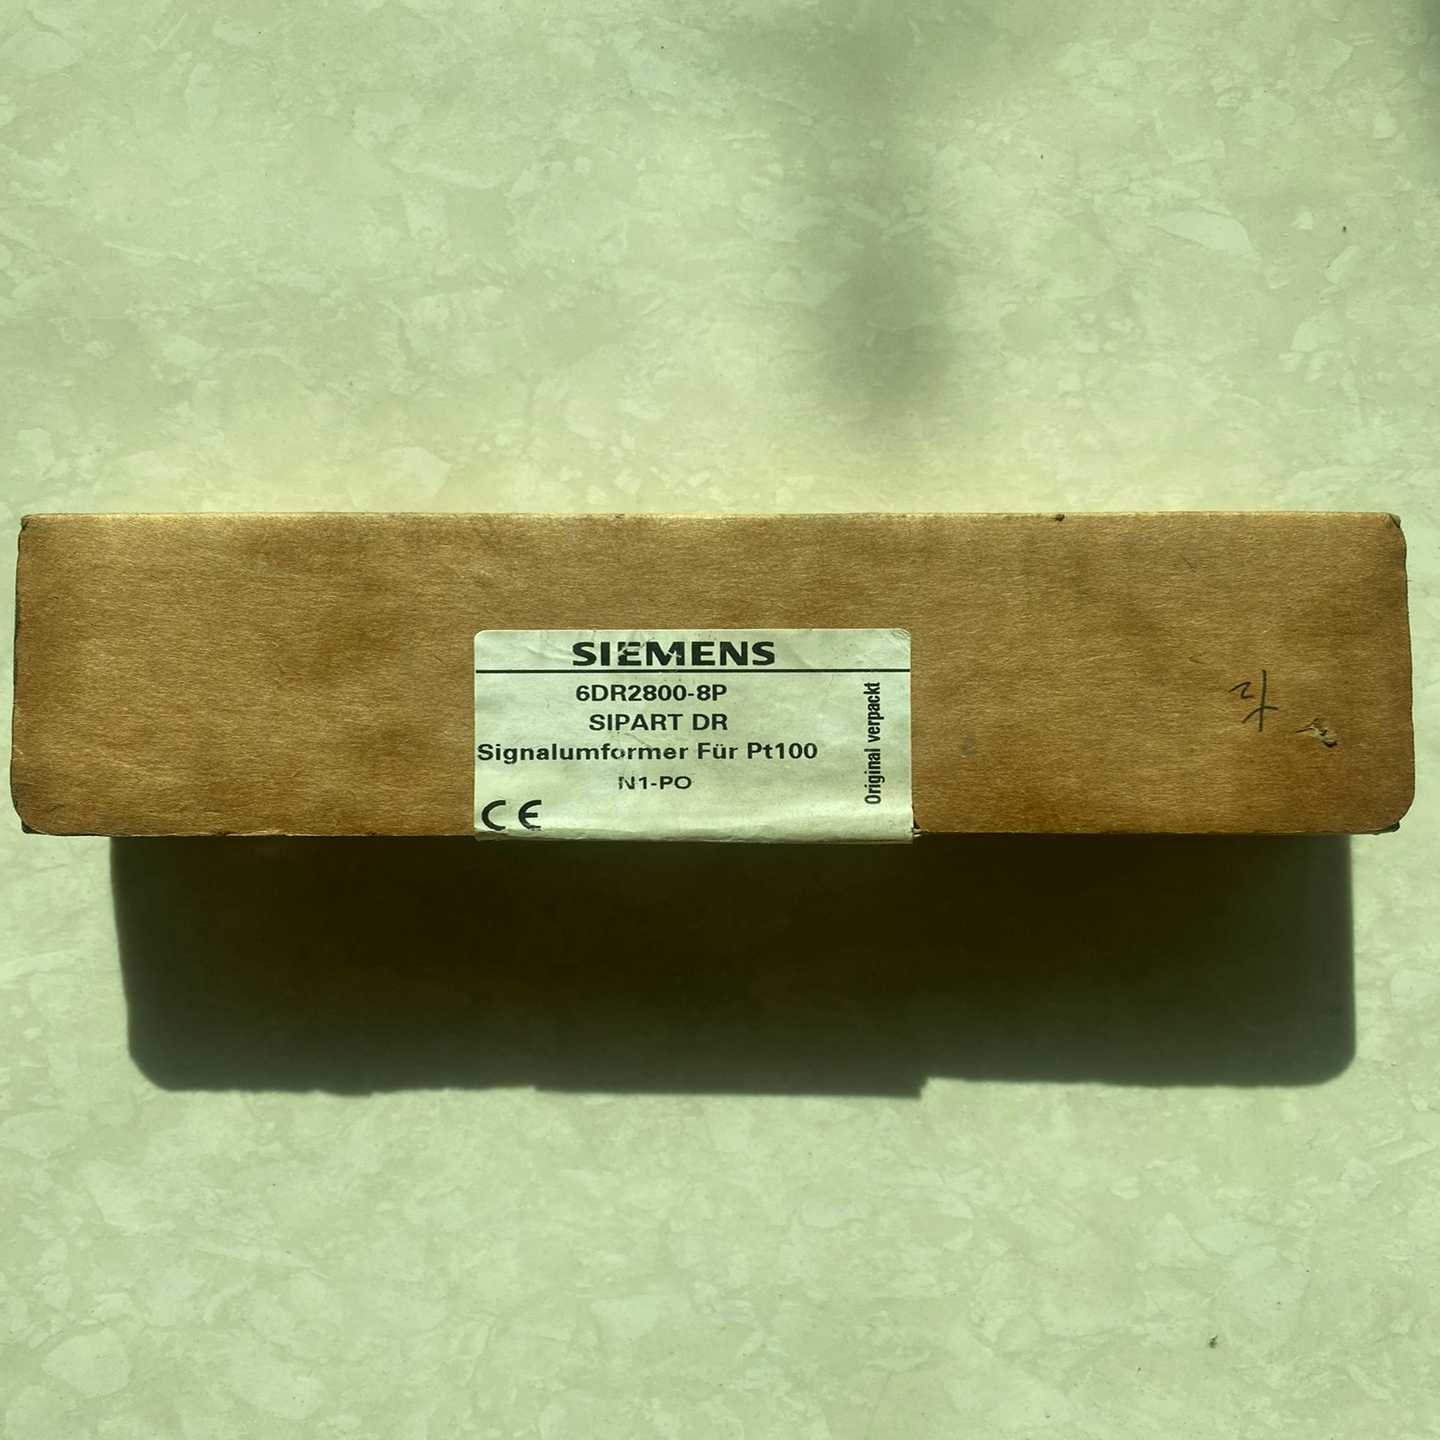 SIEMENS
6DR2800-8P
SIPART DR
Signalumformer Für Pt100
N1-PO
CE
Original verpackt